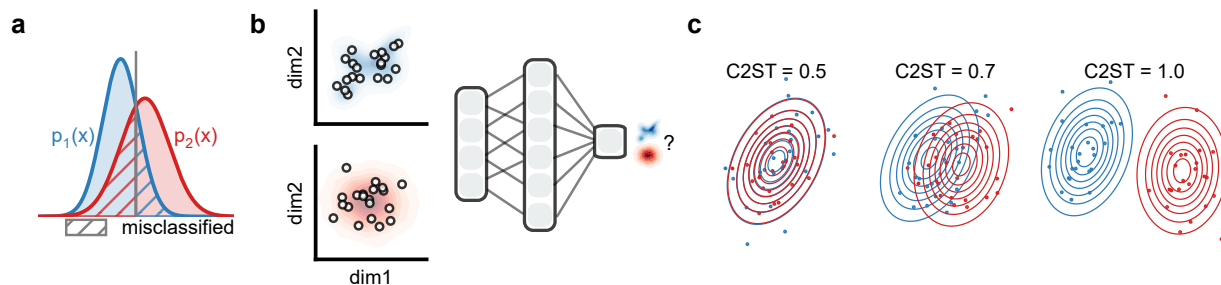 a
p₁(x)
p₂(x)
misclassified
b
dim2
dim2
dim1
?
c
C2ST = 0.5
C2ST = 0.7
C2ST = 1.0